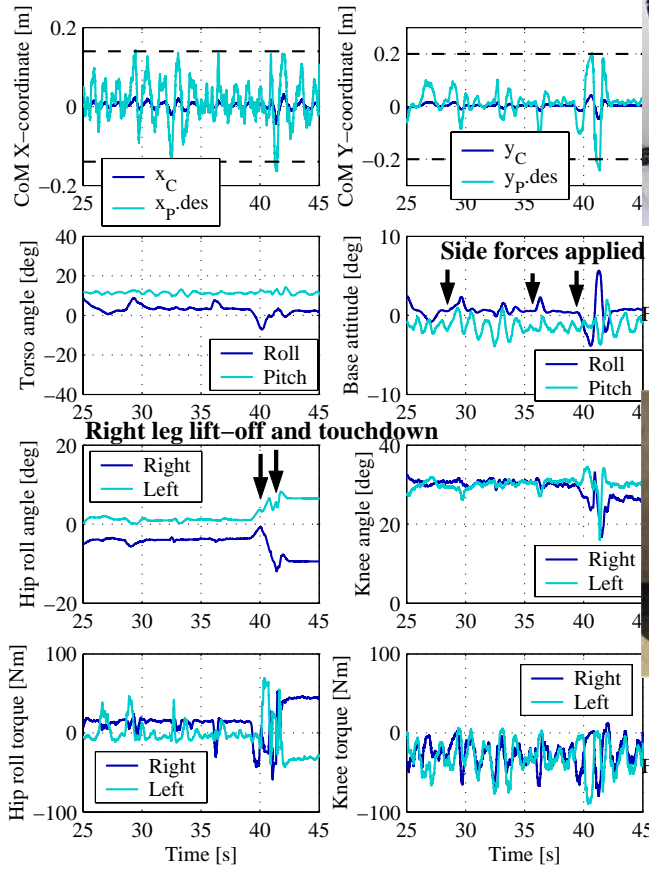 CoM X−coordinate [m]
0.2
0
−0.2
x_C
x_P.des
25 30 35 40 45
CoM Y−coordinate [m]
0.2
0
−0.2
y_C
y_P.des
25 30 35 40 45
Torso angle [deg]
40
20
0
−20
−40
Roll
Pitch
25 30 35 40 45
Side forces applied
Base attitude [deg]
10
0
−10
Roll
Pitch
25 30 35 40 45
Right leg lift−off and touchdown
Hip roll angle [deg]
20
0
−20
Right
Left
25 30 35 40 45
Knee angle [deg]
40
20
0
Right
Left
25 30 35 40 45
Hip roll torque [Nm]
100
0
−100
Right
Left
25 30 35 40 45
Time [s]
Knee torque [Nm]
100
0
−100
Right
Left
25 30 35 40 45
Time [s]